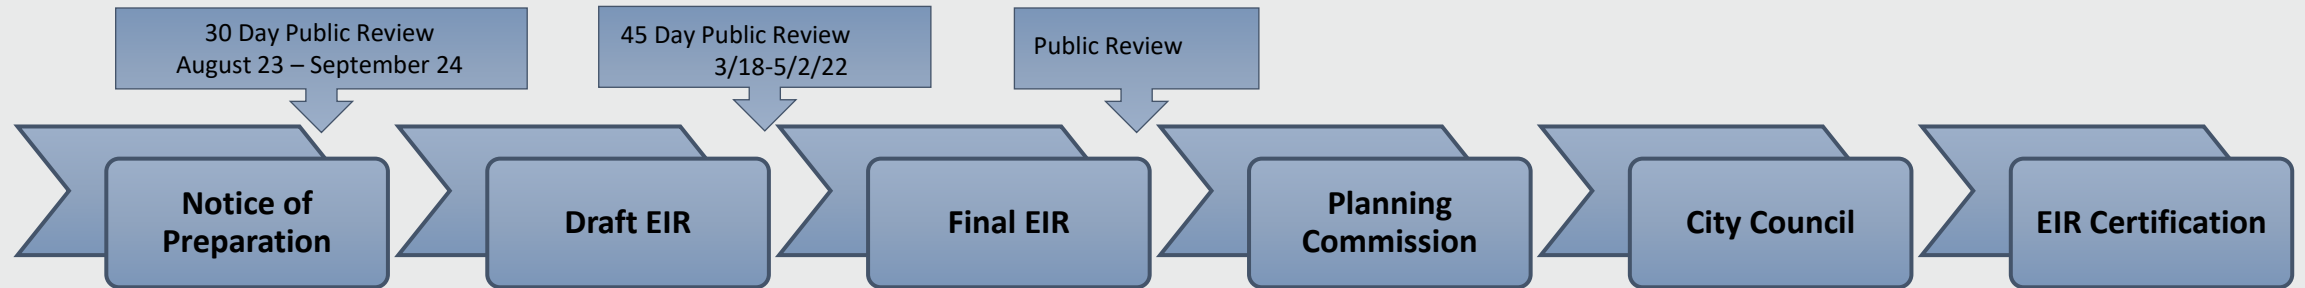 30 Day Public Review
August 23 – September 24
45 Day Public Review
3/18-5/2/22
Public Review
Notice of
Preparation
Draft EIR
Final EIR
Planning
Commission
City Council
EIR Certification